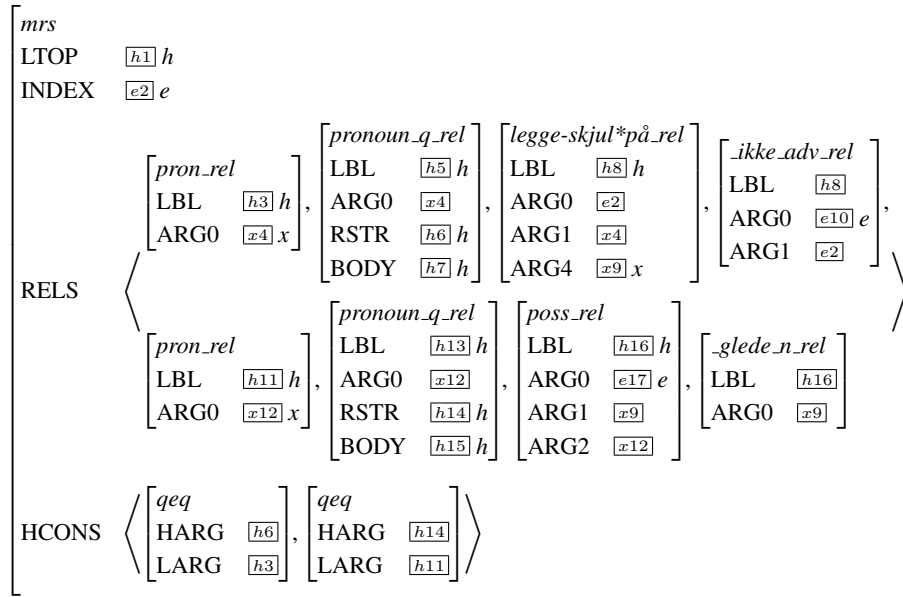 mrs
LTOP h1 h
INDEX e2 e
RELS
pron_rel
LBL h3 h
ARG0 x4 x
,
pronoun_q_rel
LBL h5 h
ARG0 x4
RSTR h6 h
BODY h7 h
,
legge-skjul*på_rel
LBL h8 h
ARG0 e2
ARG1 x4
ARG4 x9 x
,
_ikke_adv_rel
LBL h8
ARG0 e10 e
ARG1 e2
,
pron_rel
LBL h11 h
ARG0 x12 x
,
pronoun_q_rel
LBL h13 h
ARG0 x12
RSTR h14 h
BODY h15 h
,
poss_rel
LBL h16 h
ARG0 e17 e
ARG1 x9
ARG2 x12
,
_glede_n_rel
LBL h16
ARG0 x9
HCONS
qeq
HARG h6
LARG h3
,
qeq
HARG h14
LARG h11